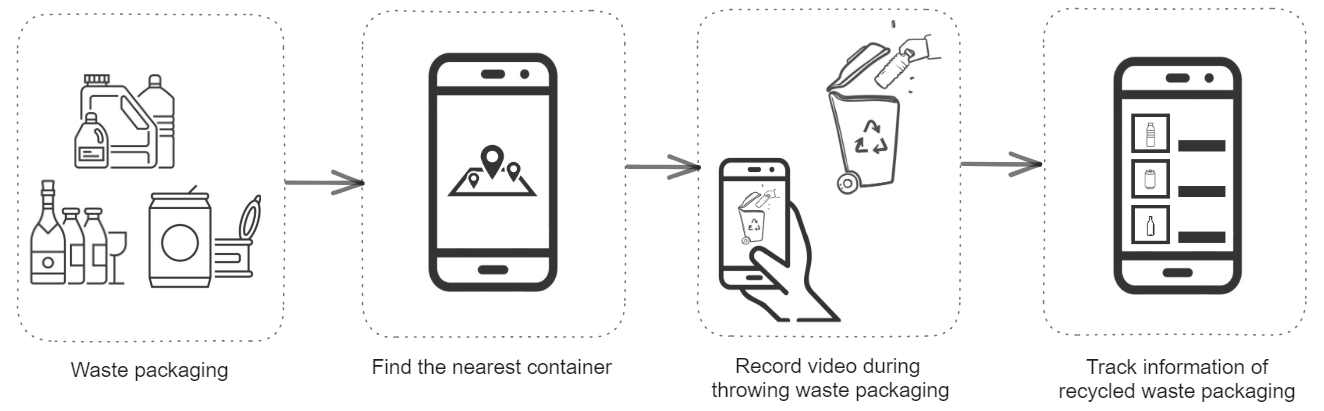 Waste packaging
Find the nearest container
Record video during
throwing waste packaging
Track information of
recycled waste packaging